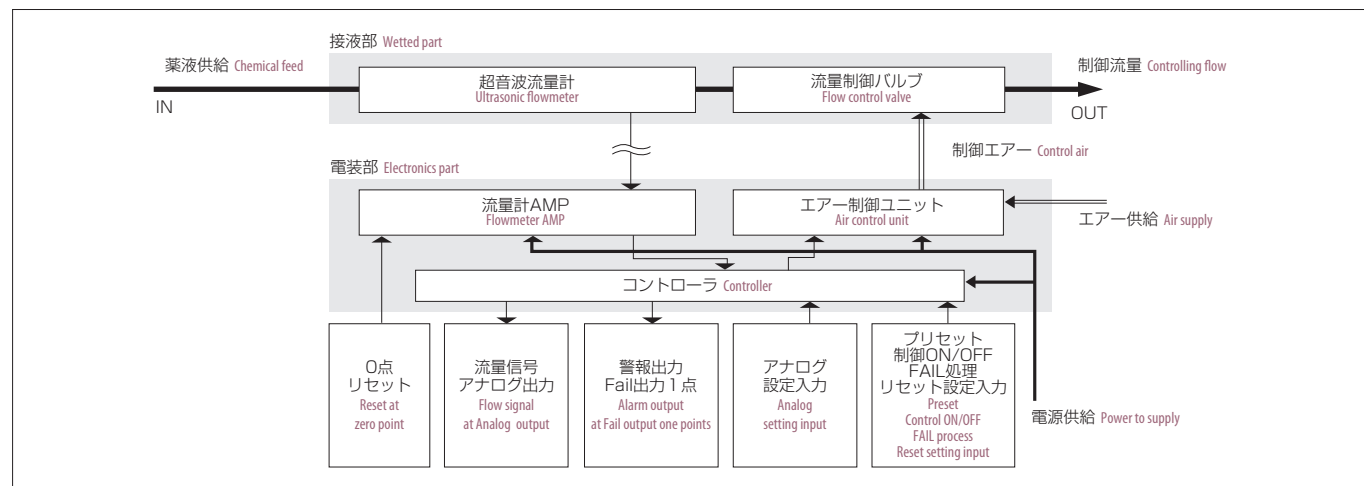 接液部 Wetted part
薬液供給 Chemical feed
制御流量 Controlling flow
超音波流量計
Ultrasonic flowmeter
流量制御バルブ
Flow control valve
IN
OUT
制御エアー Control air
電装部 Electronics part
流量計AMP
Flowmeter AMP
エアー制御ユニット
Air control unit
エアー供給 Air supply
コントローラ Controller
0点
リセット
Reset at
zero point
流量信号
アナログ出力
Flow signal
at Analog output
警報出力
Fail出力1点
Alarm output
at Fail output one points
アナログ
設定入力
Analog
setting input
プリセット
制御ON/OFF
FAIL処理
リセット設定入力
Preset
Control ON/OFF
FAIL process
Reset setting input
電源供給 Power to supply